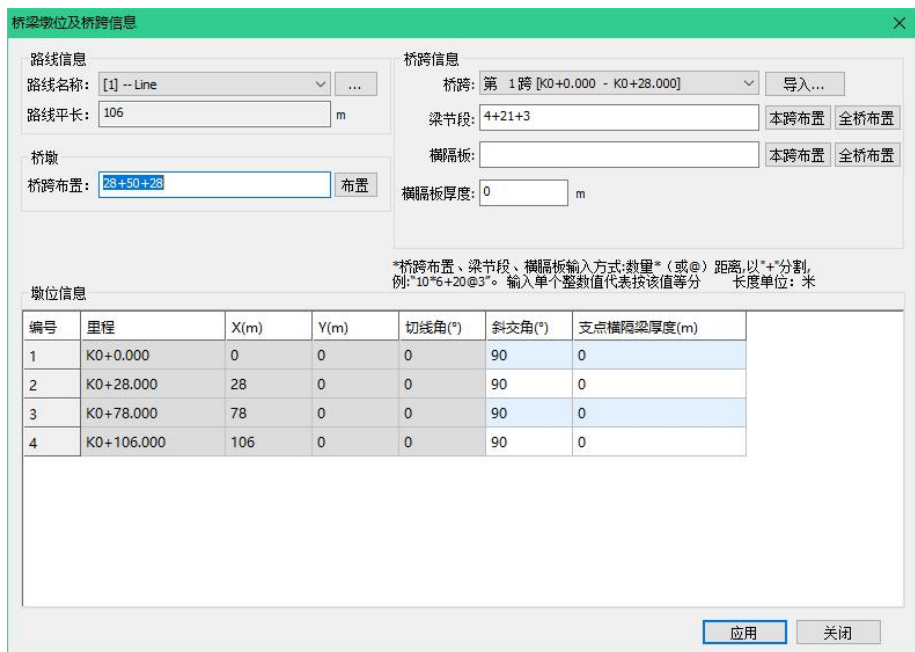 桥梁墩位及桥跨信息
路线信息
路线名称： [1] -- Line ...
路线平长： 106 m
桥墩
桥跨布置： 28+50+28 布置
桥跨信息
桥跨: 第 1跨 [K0+0.000 - K0+28.000] 导入...
梁节段: 4+21+3 本跨布置 全桥布置
横隔板: 本跨布置 全桥布置
横隔板厚度: 0 m
*桥跨布置、梁节段、横隔板输入方式:数量*（或@）距离,以"+"分割,
例:"10*6+20@3"。输入单个整数值代表按该值等分 长度单位：米
墩位信息
编号 里程 X(m) Y(m) 切线角(°) 斜交角(°) 支点横隔梁厚度(m)
1 K0+0.000 0 0 0 90 0
2 K0+28.000 28 0 0 90 0
3 K0+78.000 78 0 0 90 0
4 K0+106.000 106 0 0 90 0
应用 关闭